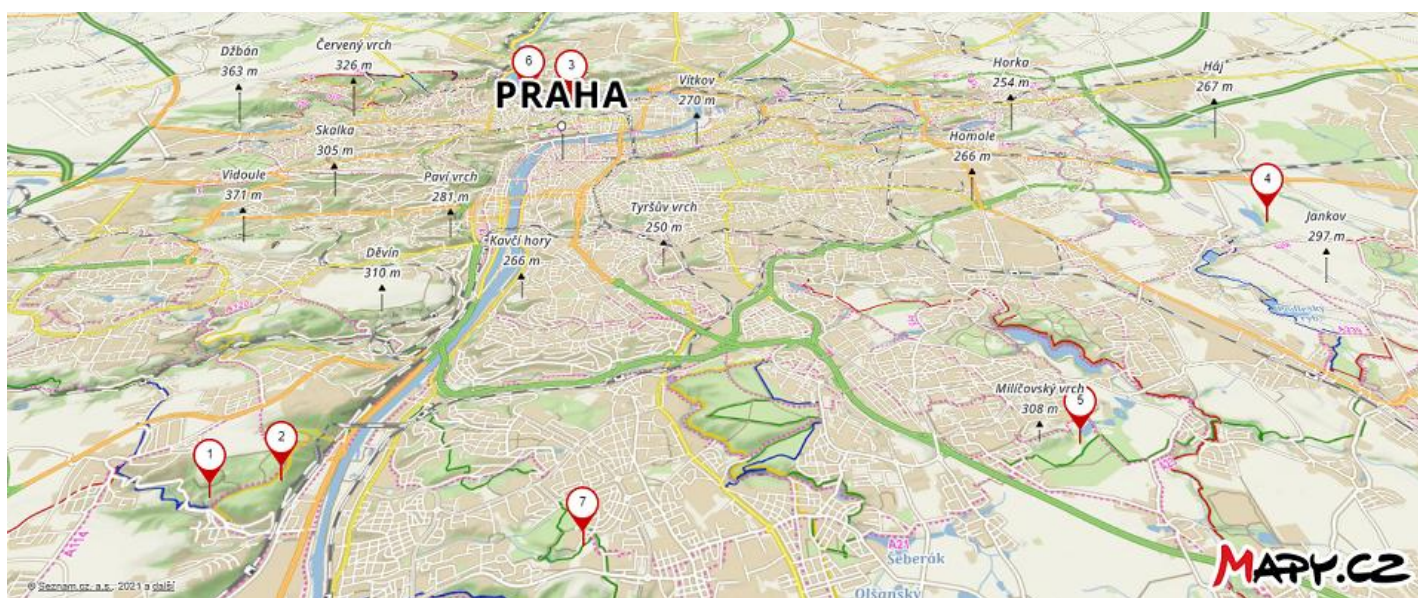 Džbán
363 m
Červený vrch
326 m
6
3
PRAHA
Vítkov
270 m
Horka
254 m
Háj
267 m
Skalka
305 m
Homole
266 m
Vidoule
371 m
Paví vrch
281 m
4
Tyršův vrch
250 m
Jankov
297 m
Kavčí hory
266 m
Děvín
310 m
Milíčovský vrch
308 m
5
1
2
7
A114
A21
Šeberák
Olšanský
© Seznam.cz, a.s., 2021 a další
MAPY.CZ